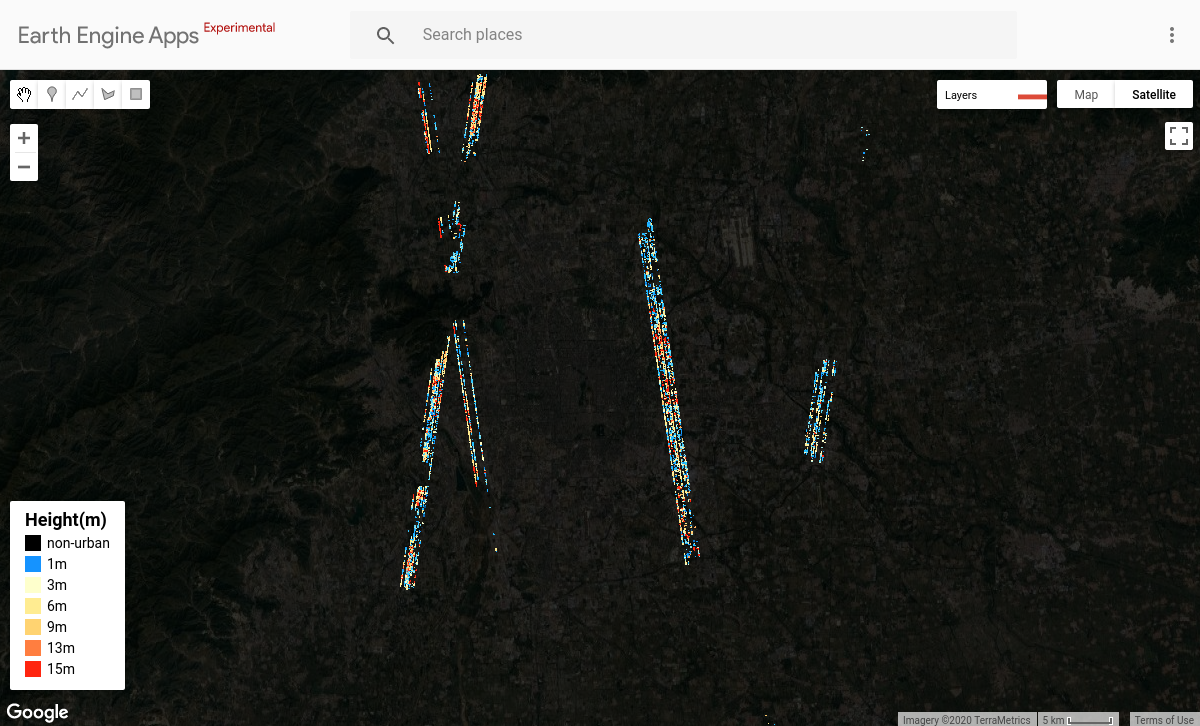 Earth Engine Apps Experimental
Search places
Layers
Map Satellite
+
−
Height(m)
non-urban
1m
3m
6m
9m
13m
15m
Google
Imagery ©2020 TerraMetrics 5 km Terms of Use